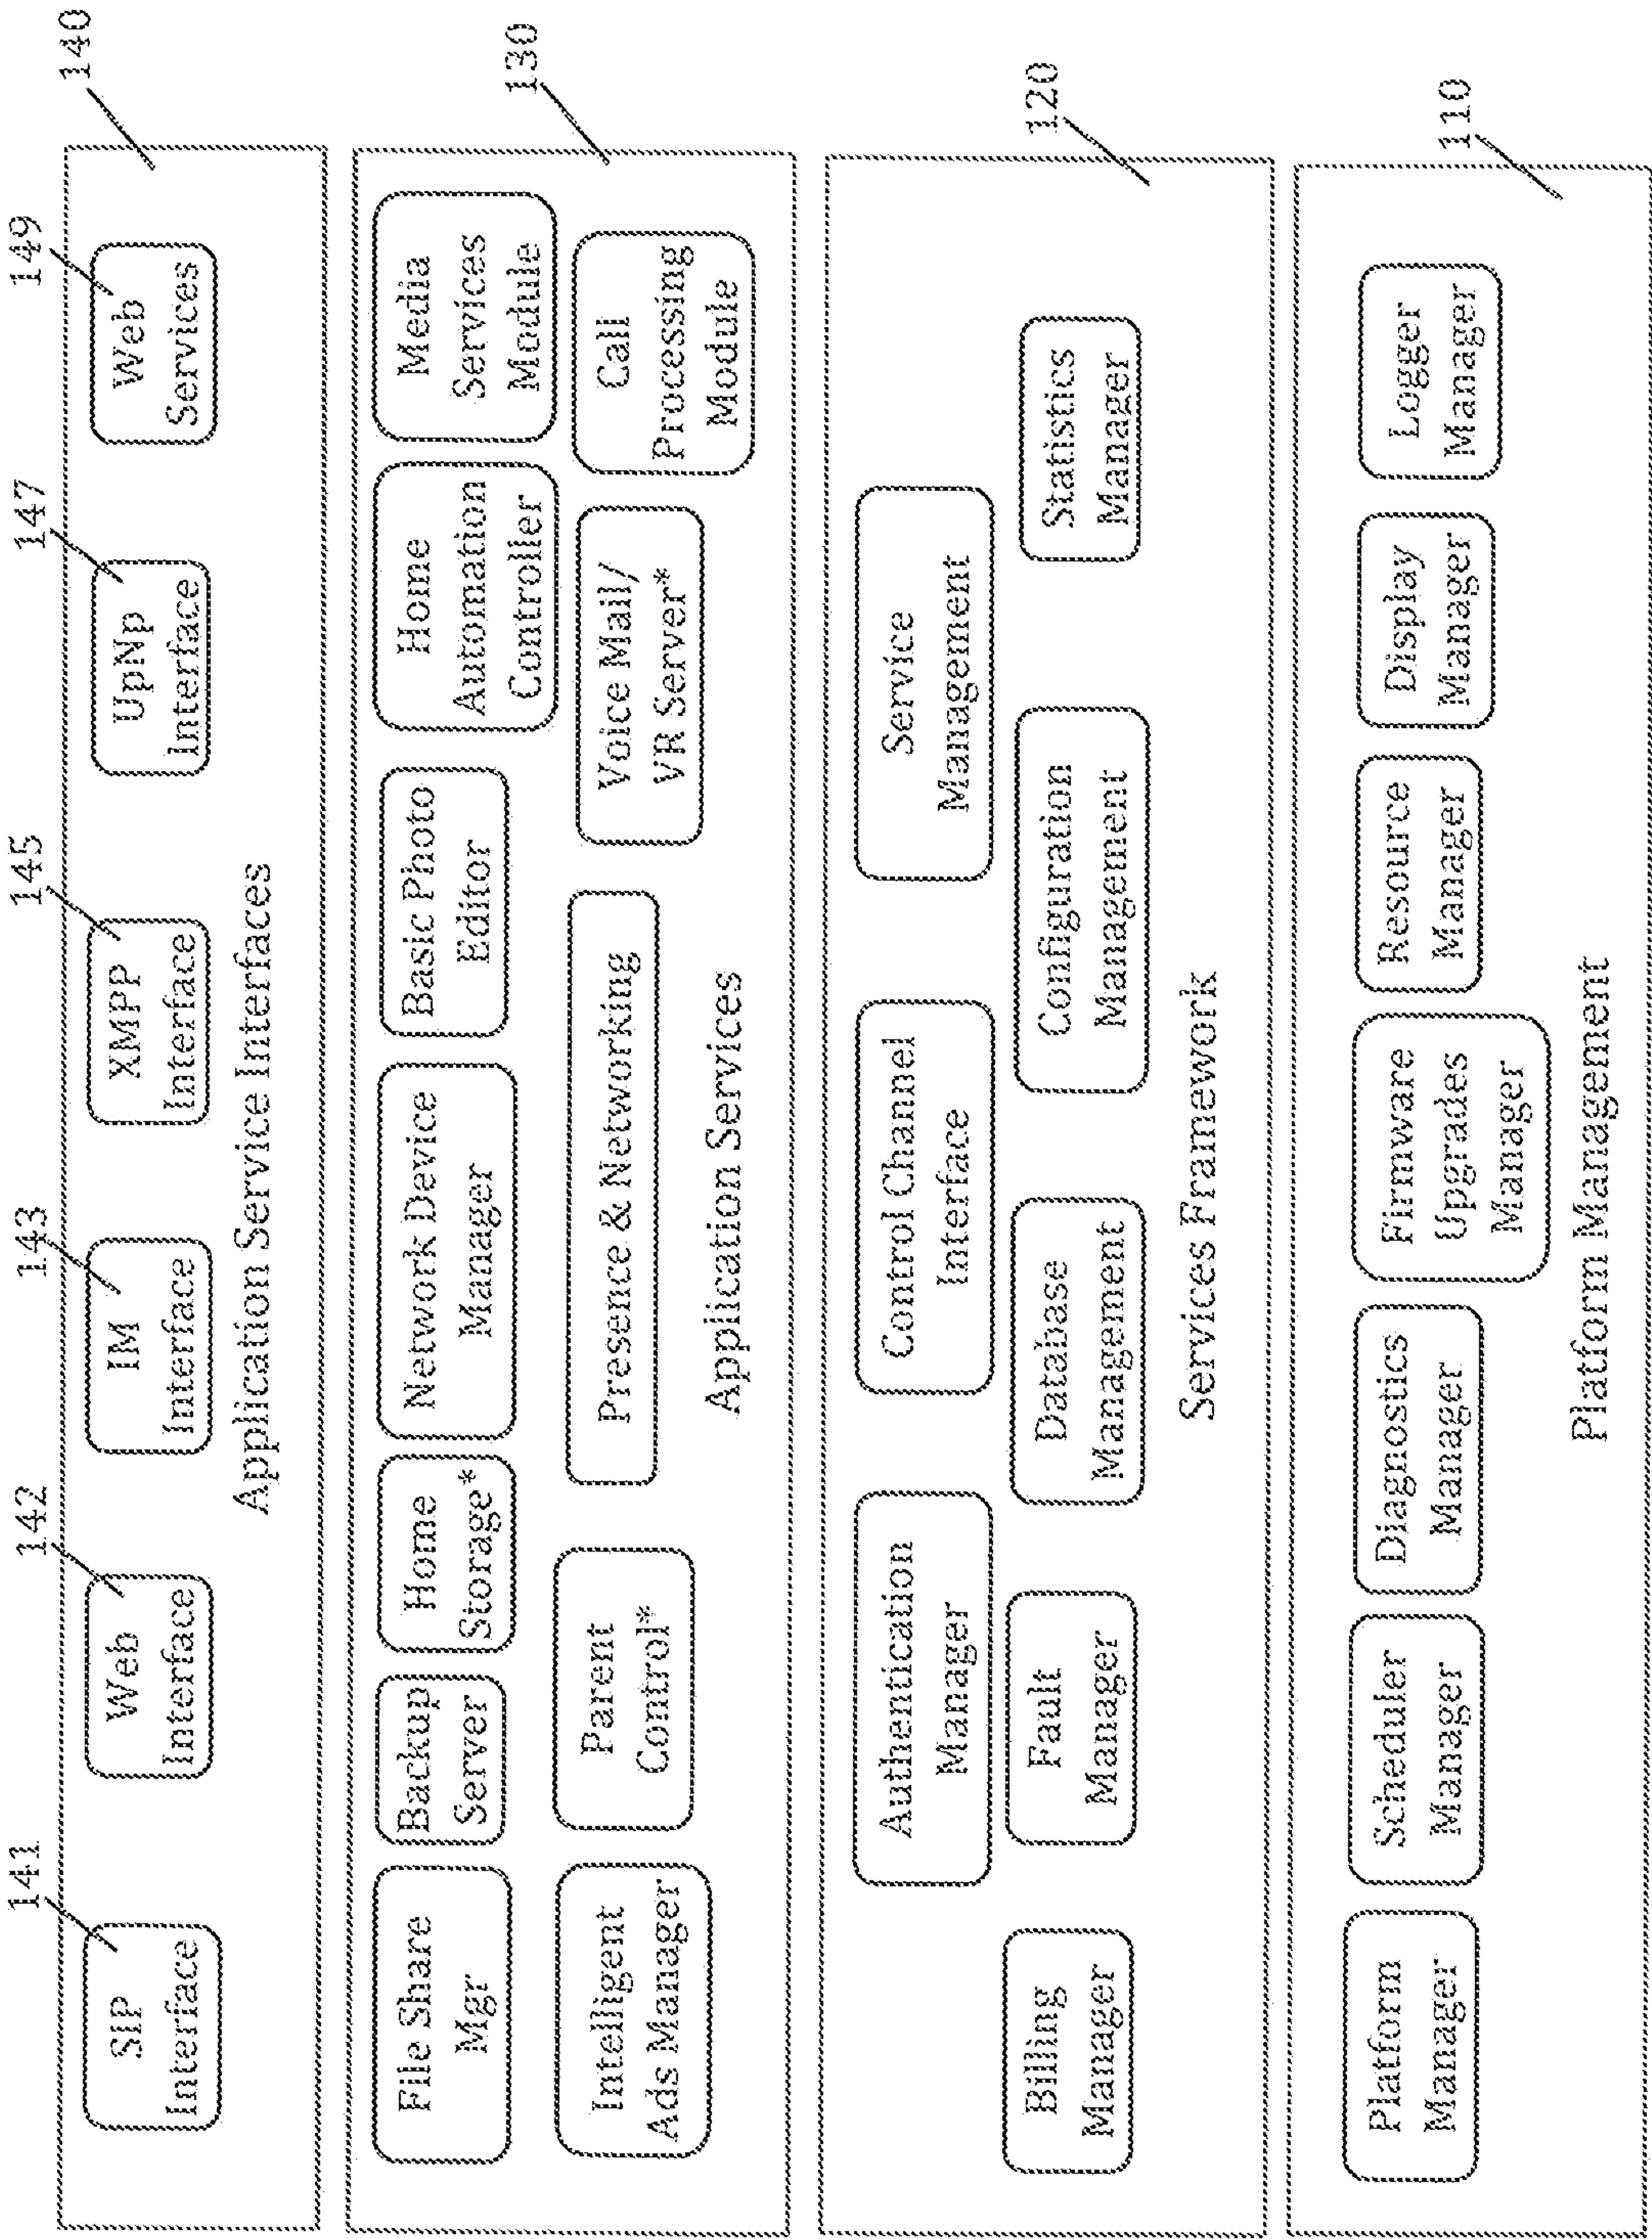 140
141
142
143
145
147
149
SIP
Interface
Web
Interface
IM
Interface
XMPP
Interface
UpNp
Interface
Web
Services
Application Service Interfaces
130
File Share
Mgr
Backup
Server
Home
Storage*
Network Device
Manager
Basic Photo
Editor
Home
Automation
Controller
Media
Services
Module
Intelligent
Ads Manager
Parent
Control*
Presence & Networking
Voice Mail/
VR Server*
Call
Processing
Module
Application Services
120
Authentication
Manager
Control Channel
Interface
Service
Management
Billing
Manager
Fault
Manager
Database
Management
Configuration
Management
Statistics
Manager
Services Framework
110
Platform
Manager
Scheduler
Manager
Diagnostics
Manager
Firmware
Upgrades
Manager
Resource
Manager
Display
Manager
Logger
Manager
Platform Management